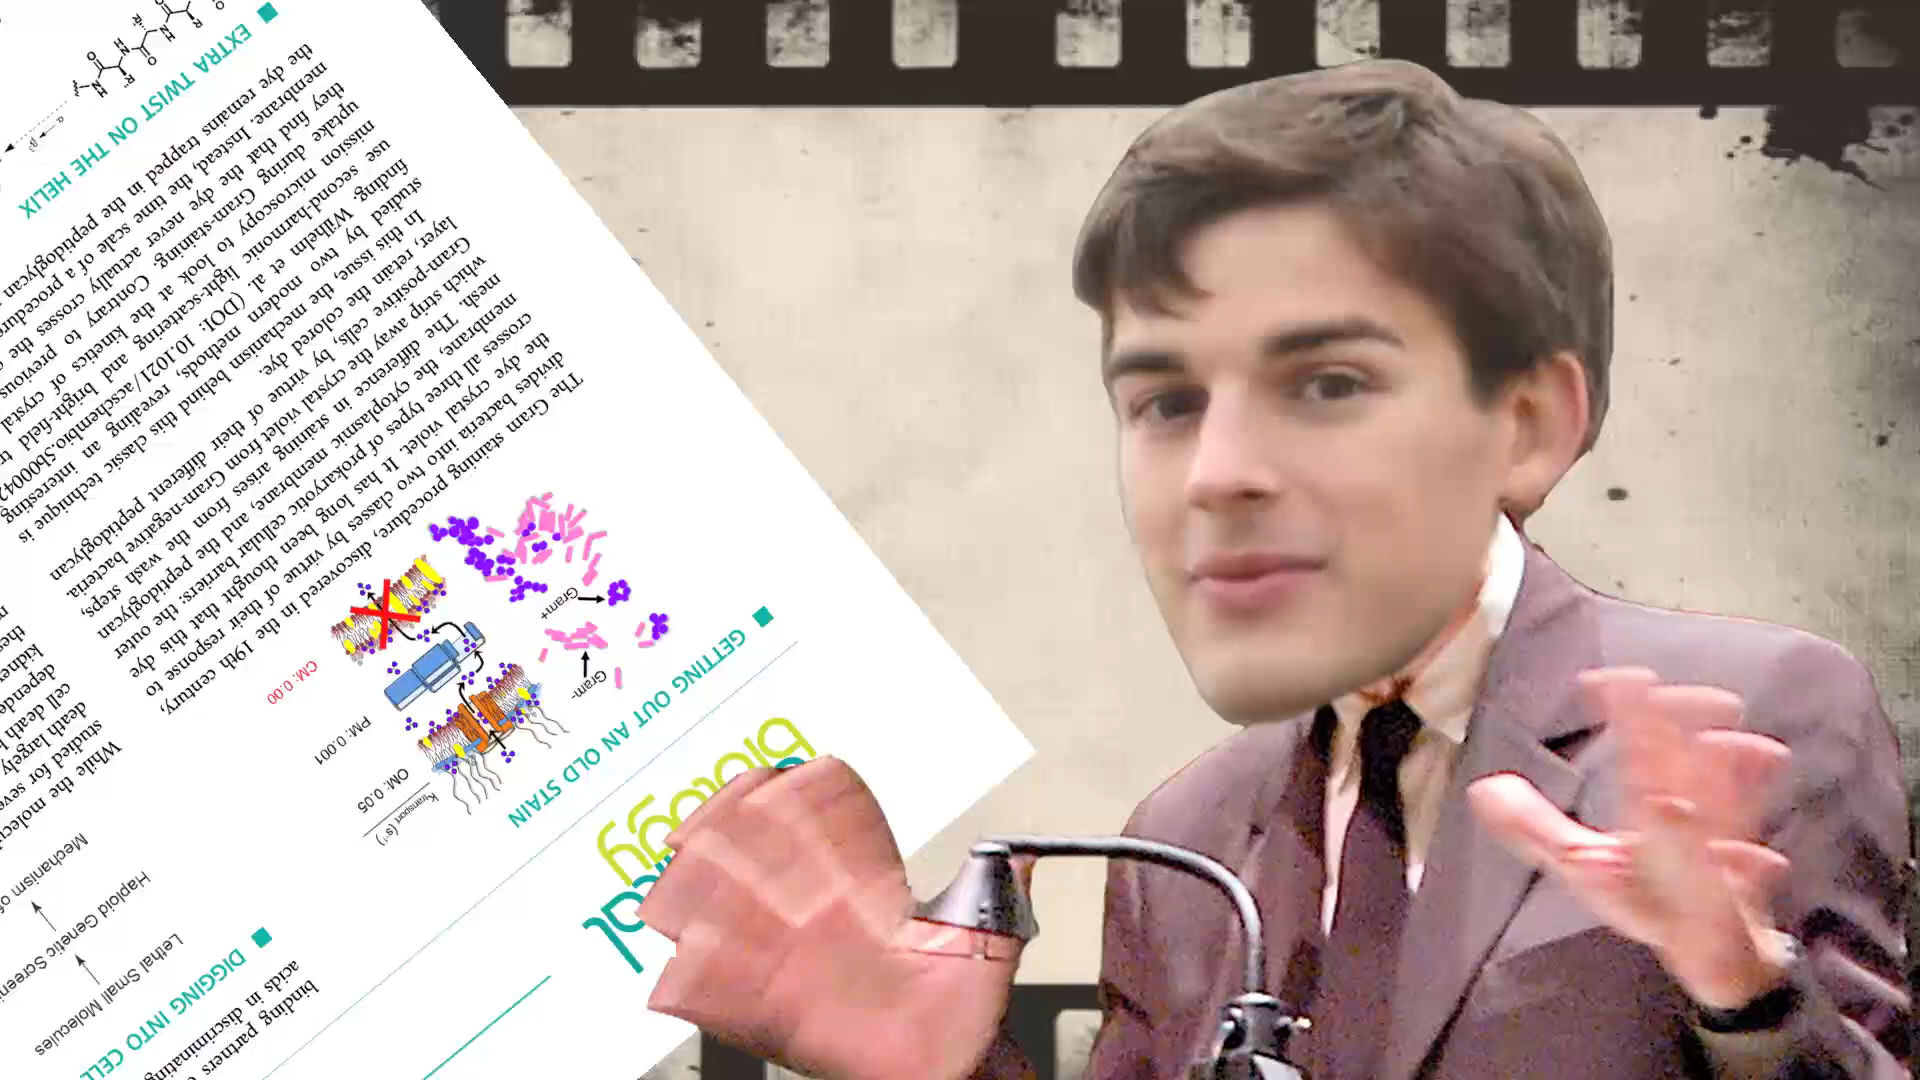 biology
GETTING OUT AN OLD STAIN
Gram-
Gram+
Ktransport (s-1)
OM: 0.05
PM: 0.001
CM: 0.00
The Gram staining procedure, discovered in the 19th century,
divides bacteria into two classes by virtue of their response to
the dye crystal violet. It has long been thought that this dye
crosses all three types of prokaryotic cellular barriers: the outer
membrane, the cytoplasmic membrane, and the peptidoglycan
mesh. The difference in staining arises from the wash steps,
which strip away the crystal violet from Gram-negative bacteria.
Gram-positive cells, by virtue of their different peptidoglycan
layer, retain the colored dye.
In this issue, the mechanism behind this classic technique is
studied by two modern methods, revealing an interesting
finding. Wilhelm et al. (DOI: 10.1021/acschembio.5b0042
use second-harmonic light-scattering and bright-field
mission microscopy to look at the kinetics of crystal
uptake during Gram-staining. Contrary to previous
they find that the dye never actually crosses the
membrane. Instead, the time scale of a procedure
the dye remains trapped in the peptidoglycan
EXTRA TWIST ON THE HELIX
binding partners
acids in discriminating
DIGGING INTO CELL
Lethal Small Molecules
Haploid Genetic Screening
Mechanism of
While the molecul
studied for seve
death largely
cell death
depende
kidne
these